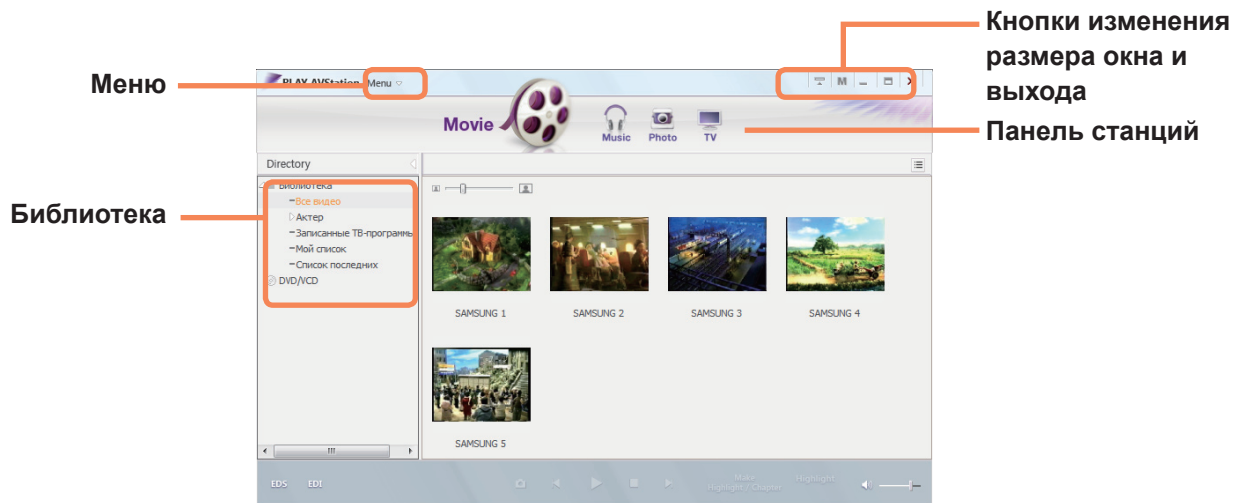 Кнопки изменения
размера окна и
выхода
Меню
PLAY AVStation Menu
M
Панель станций
Movie
Music Photo TV
Directory
Библиотека
Библиотека
Все видео
Актер
Записанные ТВ-программы
Мой список
Список последних
DVD/VCD
SAMSUNG 1 SAMSUNG 2 SAMSUNG 3 SAMSUNG 4
SAMSUNG 5
EDS EDI
Make
Highlight / Chapter
Highlight